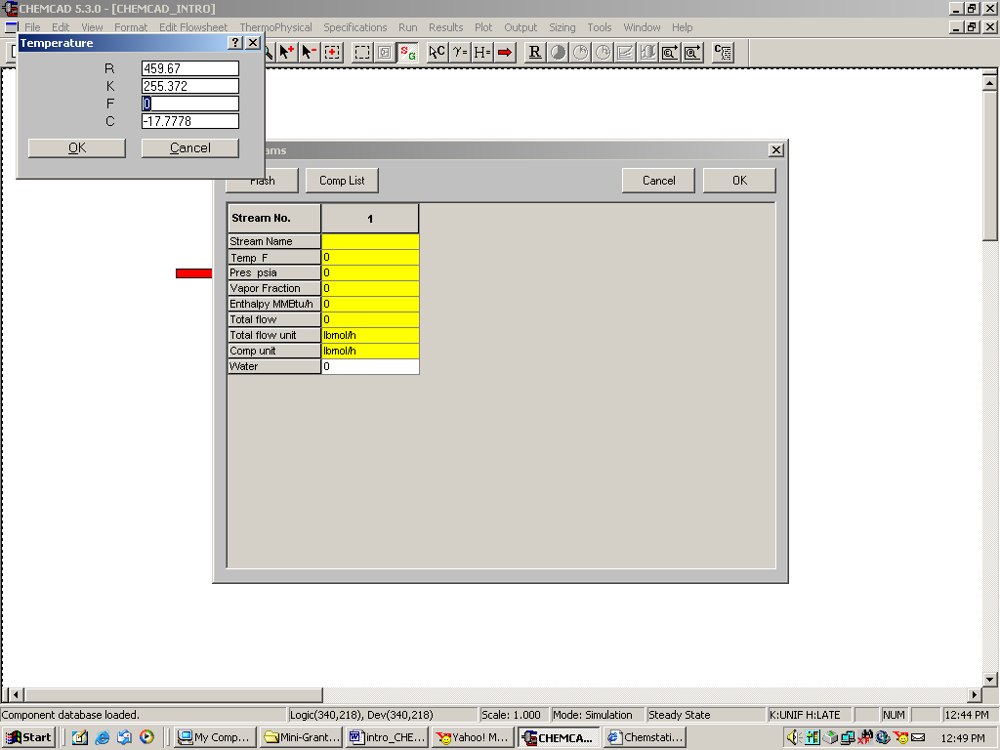 CHEMCAD 5.3.0 - [CHEMCAD_INTRO]
File Edit View Format Edit Flowsheet ThermoPhysical Specifications Run Results Plot Output Sizing Tools Window Help
Temperature
R 459.67
K 255.372
F 0
C -17.7778
OK Cancel
Flash Comp List Cancel OK
Stream No. 1
Stream Name
Temp F 0
Pres psia 0
Vapor Fraction 0
Enthalpy MMBtu/h 0
Total flow 0
Total flow unit lbmol/h
Comp unit lbmol/h
Water 0
Component database loaded. Logic(340,218), Dev(340,218) Scale: 1.000 Mode: Simulation Steady State K:UNIF H:LATE NUM 12:44 PM
Start My Comp... Mini-Grant... intro_CHE... Yahoo! M... CHEMCA... Chemstati... 12:49 PM